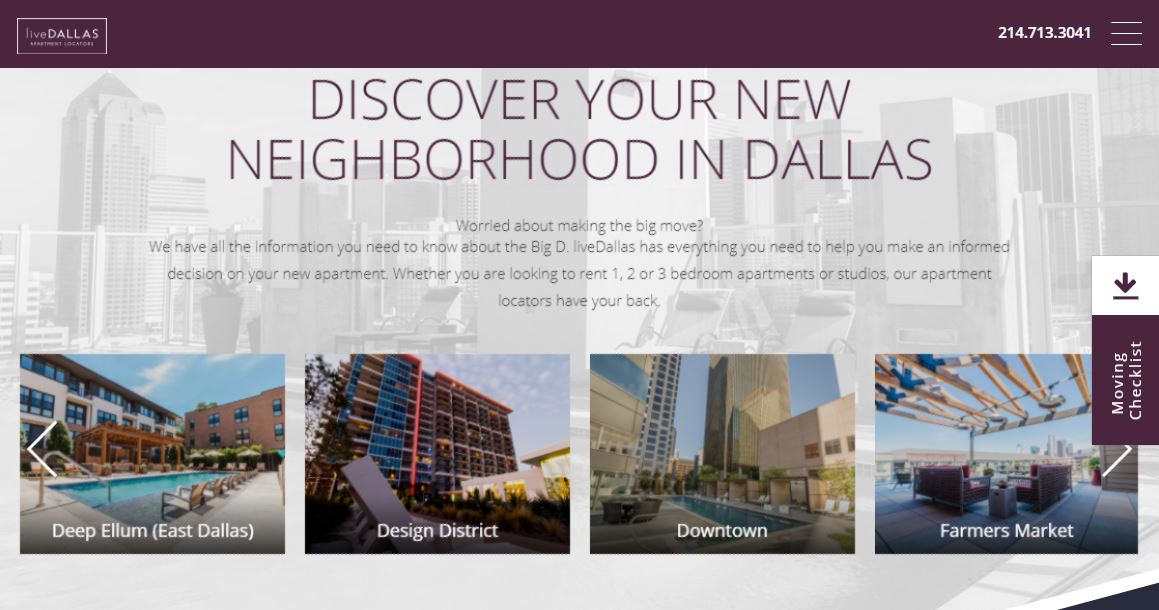 liveDALLAS
APARTMENT LOCATORS
214.713.3041
DISCOVER YOUR NEW
NEIGHBORHOOD IN DALLAS
Worried about making the big move?
We have all the information you need to know about the Big D. liveDallas has everything you need to help you make an informed
decision on your new apartment. Whether you are looking to rent 1, 2 or 3 bedroom apartments or studios, our apartment
locators have your back.
Moving
Checklist
Deep Ellum (East Dallas)
Design District
Downtown
Farmers Market